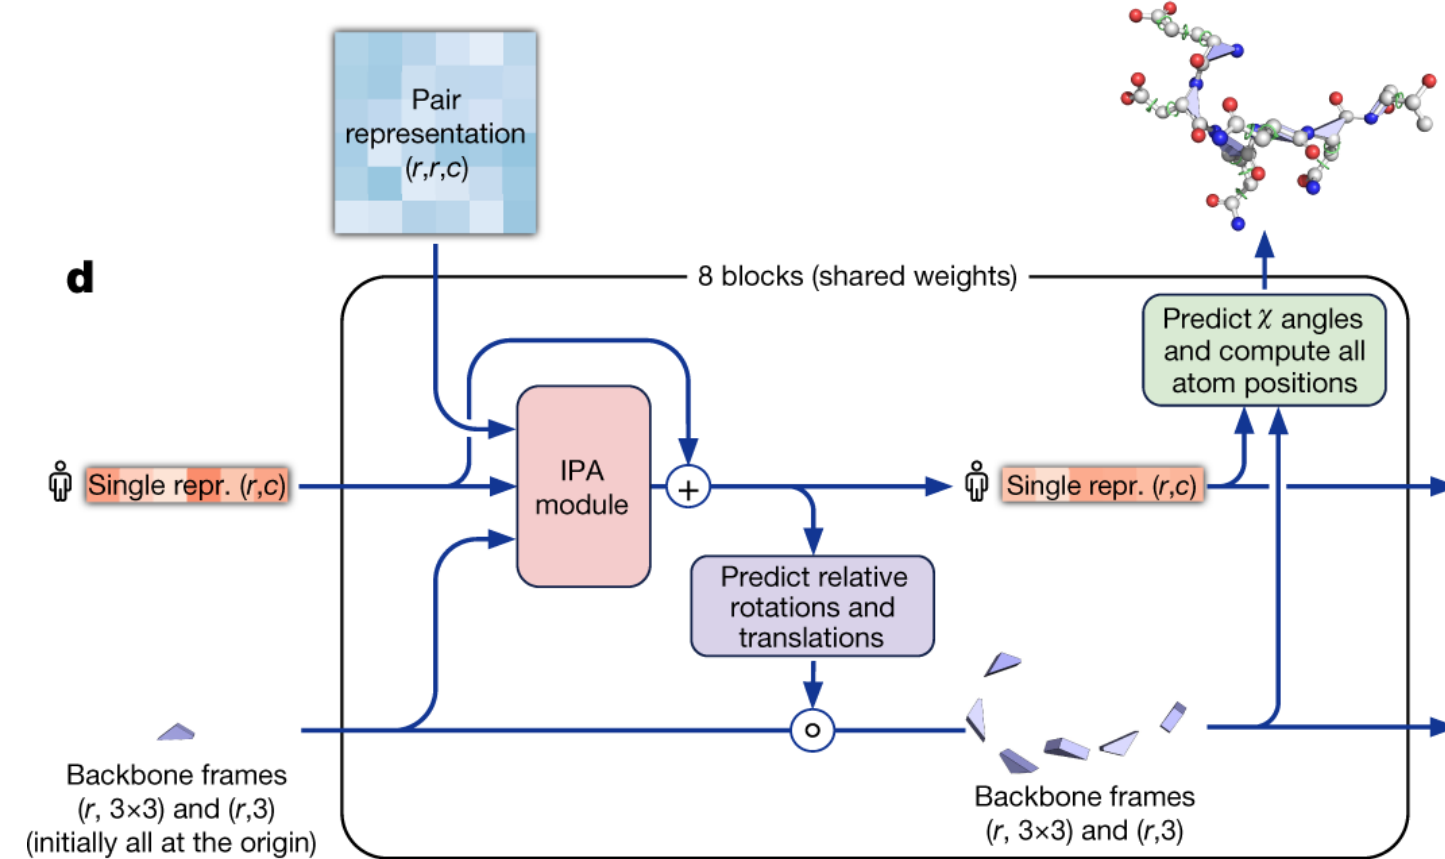 Pair
representation
(r,r,c)
d
8 blocks (shared weights)
Predict χ angles
and compute all
atom positions
Single repr. (r,c)
IPA
module
+
Single repr. (r,c)
Predict relative
rotations and
translations
Backbone frames
(r, 3×3) and (r,3)
(initially all at the origin)
Backbone frames
(r, 3×3) and (r,3)